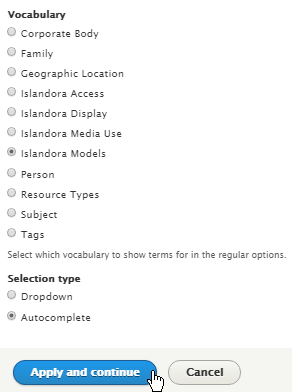 Vocabulary
Corporate Body
Family
Geographic Location
Islandora Access
Islandora Display
Islandora Media Use
Islandora Models
Person
Resource Types
Subject
Tags
Select which vocabulary to show terms for in the regular options.
Selection type
Dropdown
Autocomplete
Apply and continue Cancel